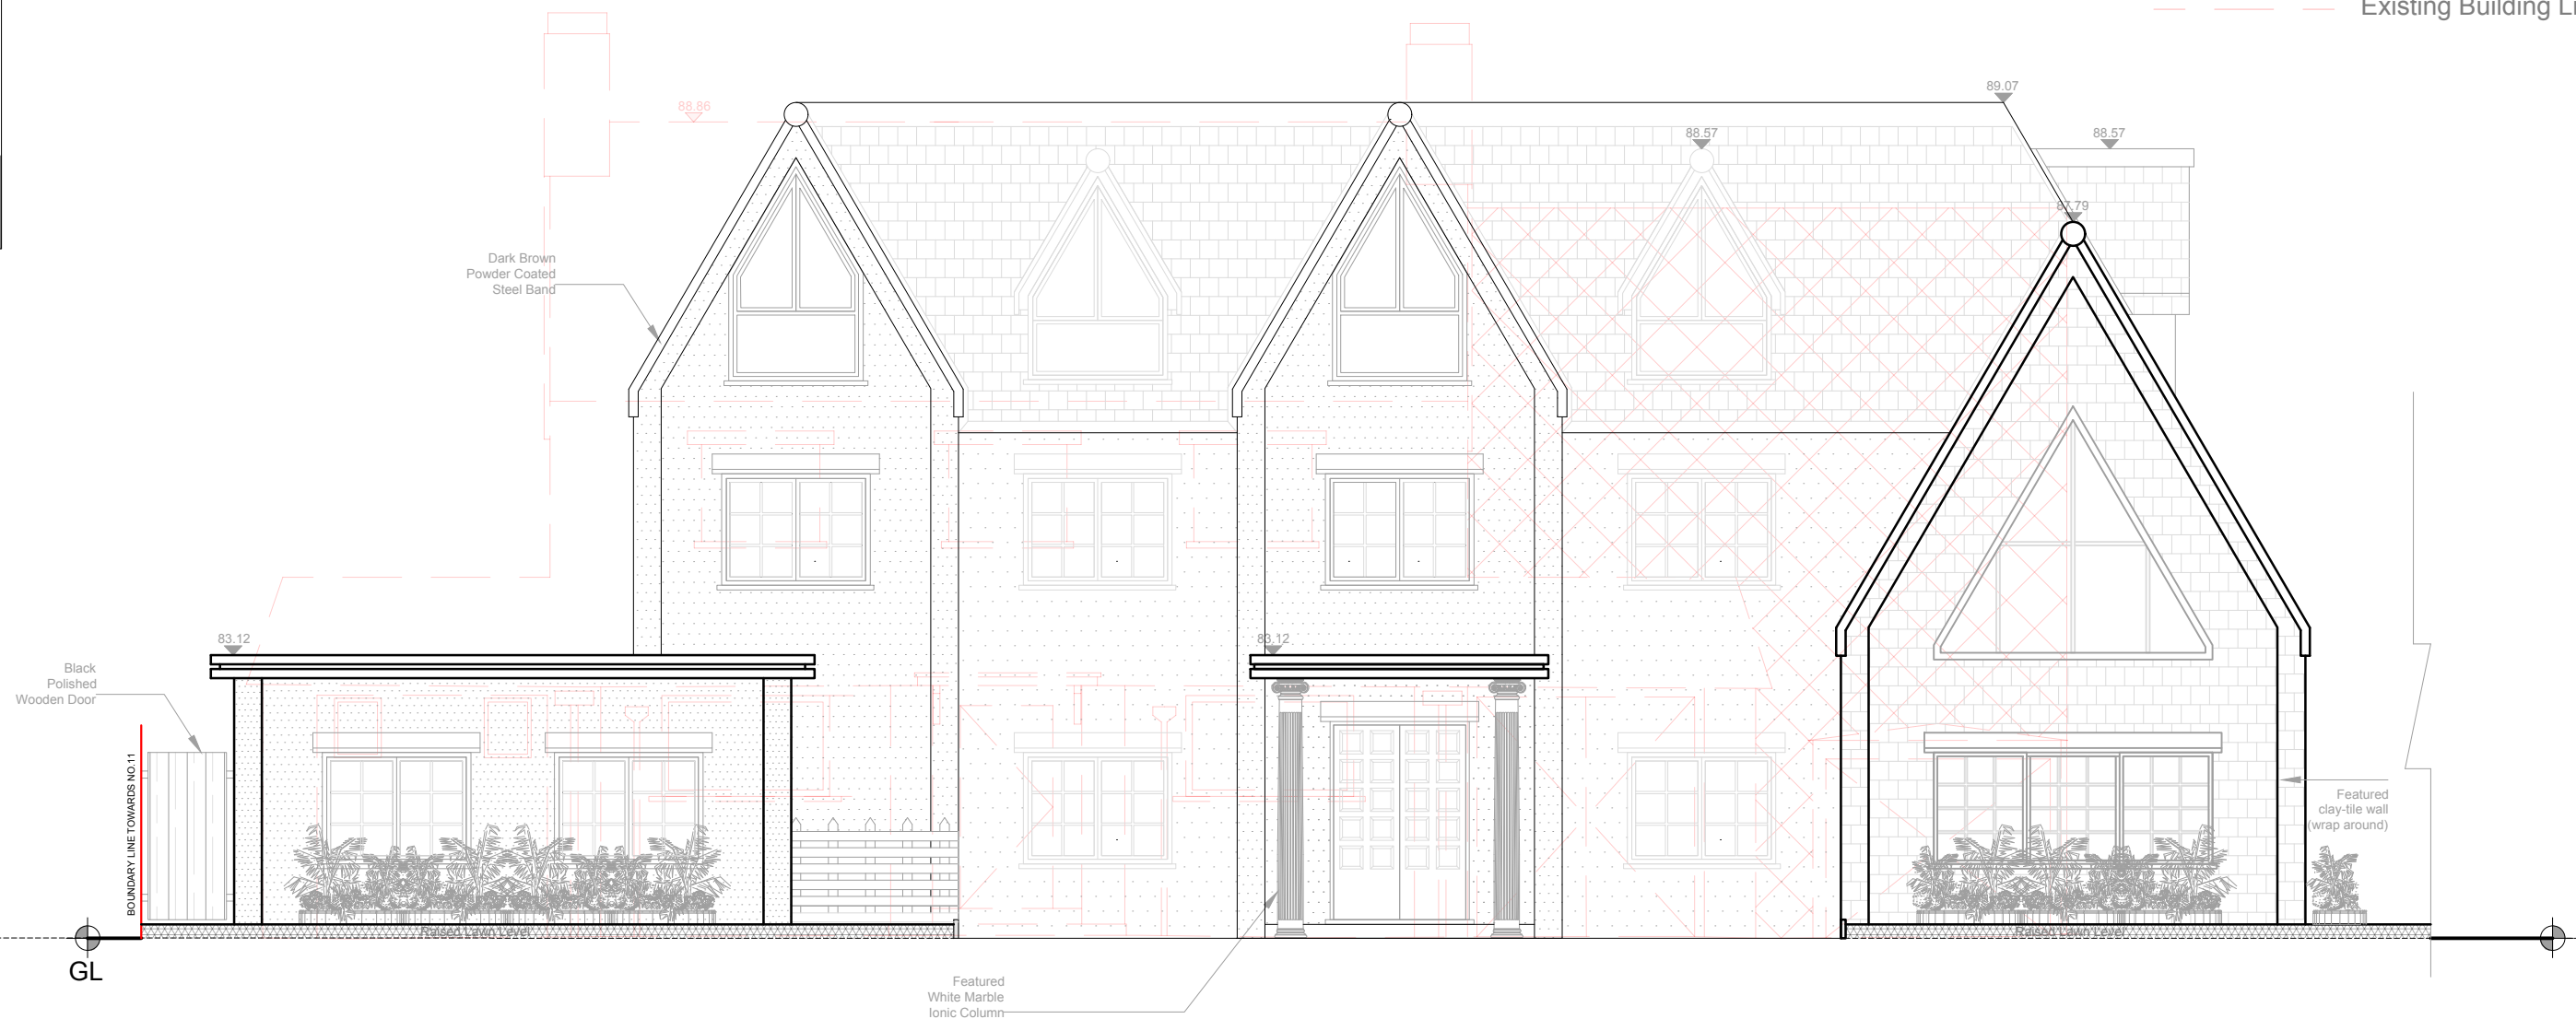 Existing Building Li
88.86
89.07
88.57
88.57
87.79
Dark Brown
Powder Coated
Steel Band
83.12
83.12
Black
Polished
Wooden Door
BOUNDARY LINE TOWARDS NO.11
Featured
clay-tile wall
(wrap around)
Raised Lawn Level
Raised Lawn Level
GL
Featured
White Marble
Ionic Column